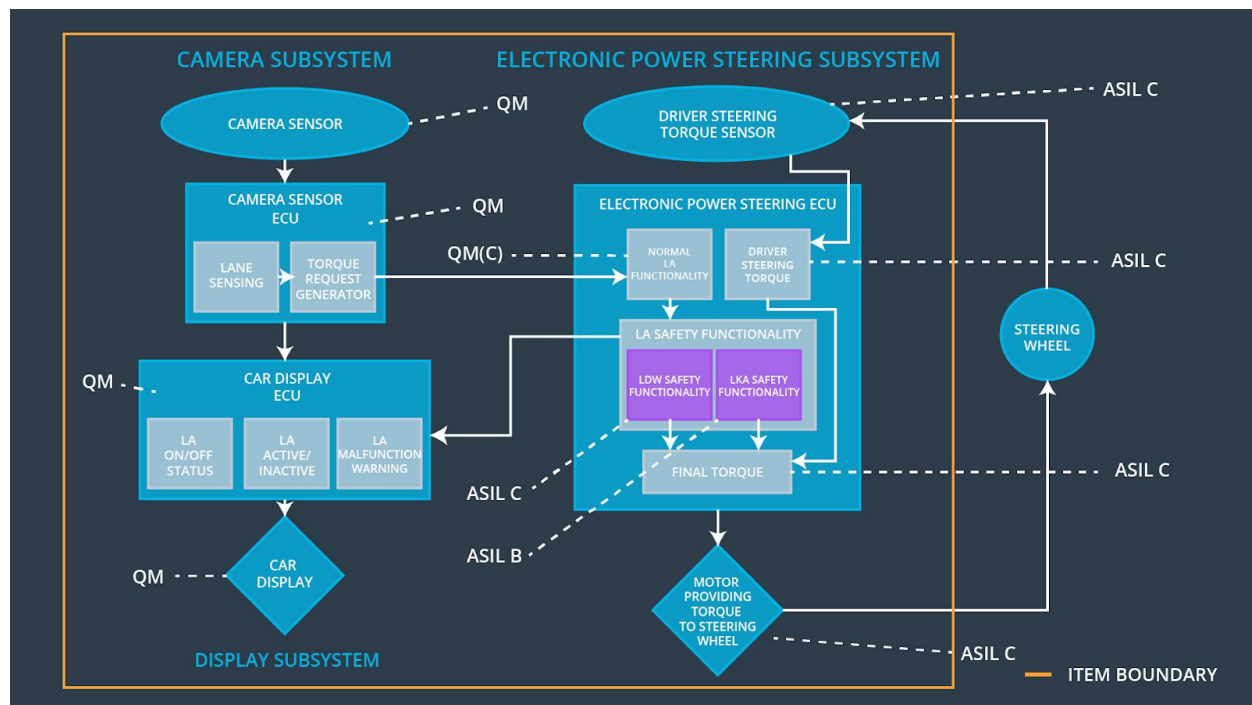 CAMERA SUBSYSTEM
ELECTRONIC POWER STEERING SUBSYSTEM
CAMERA SENSOR
QM
DRIVER STEERING
TORQUE SENSOR
ASIL C
CAMERA SENSOR
ECU
QM
LANE
SENSING
TORQUE
REQUEST
GENERATOR
QM(C)
ELECTRONIC POWER STEERING ECU
NORMAL
LA
FUNCTIONALITY
DRIVER
STEERING
TORQUE
ASIL C
LA SAFETY FUNCTIONALITY
LDW SAFETY
FUNCTIONALITY
LKA SAFETY
FUNCTIONALITY
STEERING
WHEEL
QM
CAR DISPLAY
ECU
LA
ON/OFF
STATUS
LA
ACTIVE/
INACTIVE
LA
MALFUNCTION
WARNING
FINAL TORQUE
ASIL C
ASIL C
ASIL B
QM
CAR
DISPLAY
MOTOR
PROVIDING
TORQUE
TO STEERING
WHEEL
ASIL C
DISPLAY SUBSYSTEM
ITEM BOUNDARY